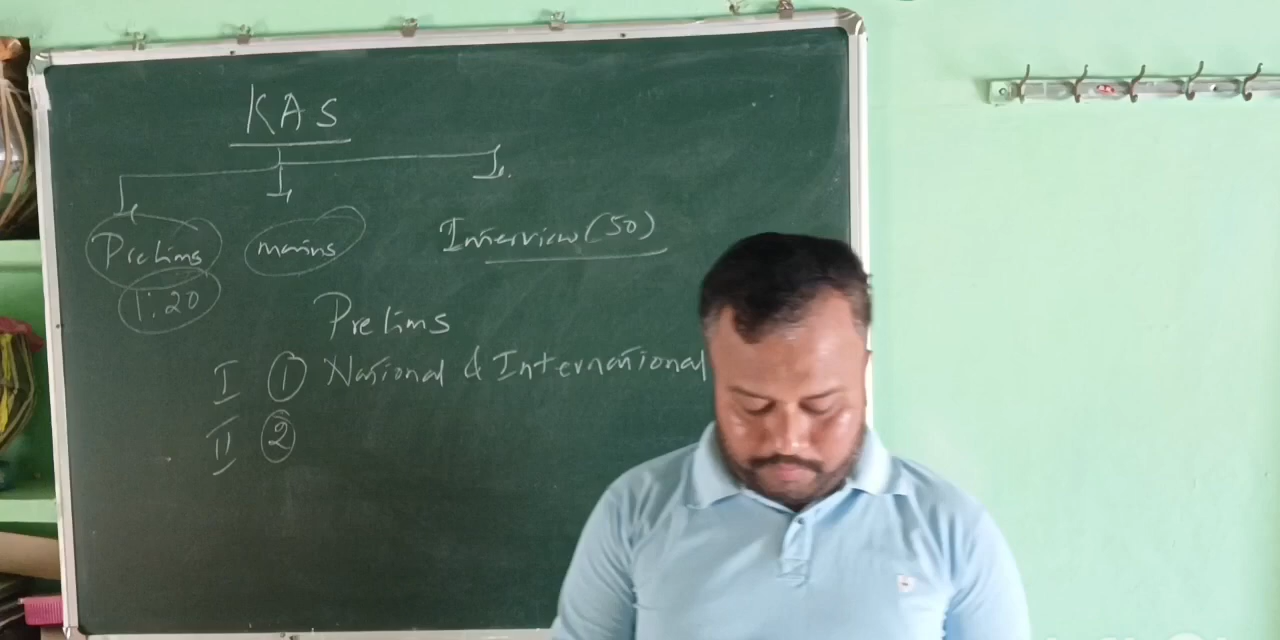 KAS
Prelims mains Interview (50)
1:20
Prelims
I ① National & International
II ②